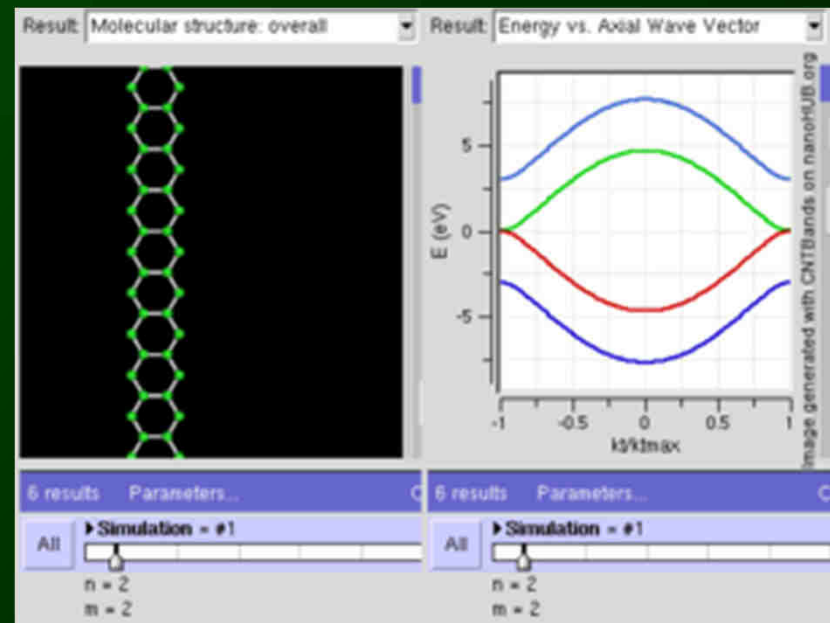 Result: Molecular structure: overall
Result: Energy vs. Axial Wave Vector
E (eV)
5
0
-5
-1 -0.5 0 0.5 1
kt/ktmax
Image generated with CNTBands on nanoHUB.org
6 results Parameters...
6 results Parameters...
All
Simulation = #1
n = 2
m = 2
All
Simulation = #1
n = 2
m = 2